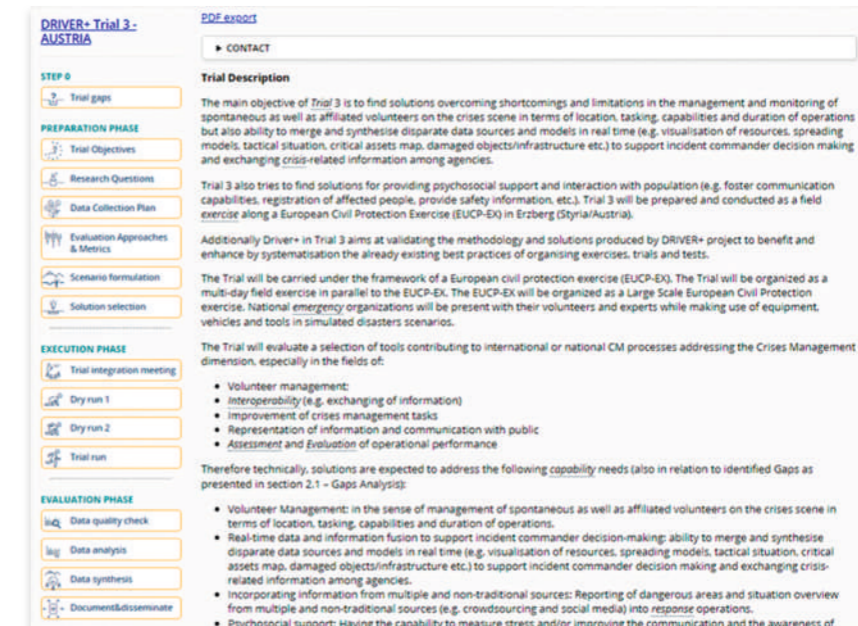 DRIVER+ Trial 3 -
AUSTRIA
STEP 0
Trial gaps
PREPARATION PHASE
Trial Objectives
Research Questions
Data Collection Plan
Evaluation Approaches
& Metrics
Scenario formulation
Solution selection
EXECUTION PHASE
Trial integration meeting
Dry run 1
Dry run 2
Trial run
EVALUATION PHASE
Data quality check
Data analysis
Data synthesis
Document&disseminate
PDF export
▸ CONTACT
Trial Description
The main objective of Trial 3 is to find solutions overcoming shortcomings and limitations in the management and monitoring of
spontaneous as well as affiliated volunteers on the crises scene in terms of location, tasking, capabilities and duration of operations
but also ability to merge and synthesise disparate data sources and models in real time (e.g. visualisation of resources, spreading
models, tactical situation, critical assets map, damaged objects/infrastructure etc.) to support incident commander decision making
and exchanging crisis-related information among agencies.
Trial 3 also tries to find solutions for providing psychosocial support and interaction with population (e.g. foster communication
capabilities, registration of affected people, provide safety information, etc.). Trial 3 will be prepared and conducted as a field
exercise along a European Civil Protection Exercise (EUCP-EX) in Erzberg (Styria/Austria).
Additionally Driver+ in Trial 3 aims at validating the methodology and solutions produced by DRIVER+ project to benefit and
enhance by systematisation the already existing best practices of organising exercises, trials and tests.
The Trial will be carried under the framework of a European civil protection exercise (EUCP-EX). The Trial will be organized as a
multi-day field exercise in parallel to the EUCP-EX. The EUCP-EX will be organized as a Large Scale European Civil Protection
exercise. National emergency organizations will be present with their volunteers and experts while making use of equipment,
vehicles and tools in simulated disasters scenarios.
The Trial will evaluate a selection of tools contributing to international or national CM processes addressing the Crises Management
dimension, especially in the fields of:
• Volunteer management;
• Interoperability (e.g. exchanging of information)
• Improvement of crises management tasks
• Representation of information and communication with public
• Assessment and Evaluation of operational performance
Therefore technically, solutions are expected to address the following capability needs (also in relation to identified Gaps as
presented in section 2.1 – Gaps Analysis):
• Volunteer Management: in the sense of management of spontaneous as well as affiliated volunteers on the crises scene in
terms of location, tasking, capabilities and duration of operations.
• Real-time data and information fusion to support incident commander decision-making: ability to merge and synthesise
disparate data sources and models in real time (e.g. visualisation of resources, spreading models, tactical situation, critical
assets map, damaged objects/infrastructure etc.) to support incident commander decision making and exchanging crisis-
related information among agencies.
• Incorporating information from multiple and non-traditional sources: Reporting of dangerous areas and situation overview
from multiple and non-traditional sources (e.g. crowdsourcing and social media) into response operations.
• Psychosocial support: Having the capability to measure stress and/or improving the communication and the awareness of